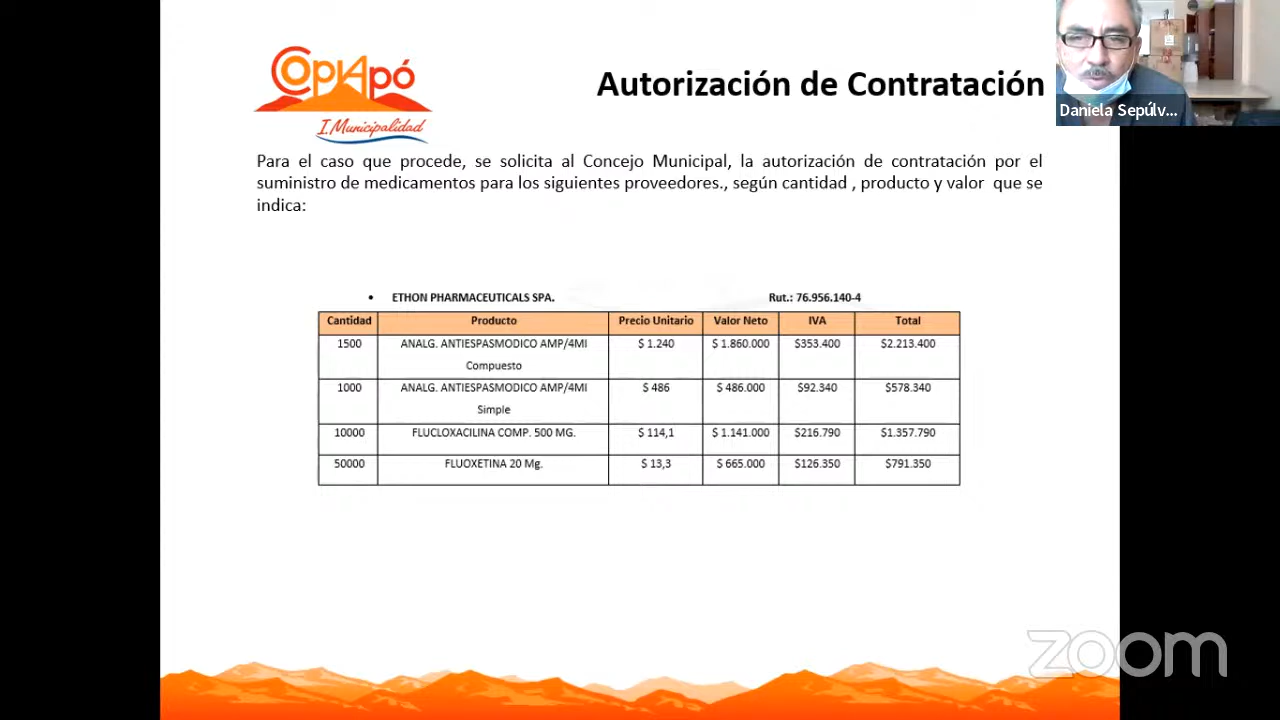 COPIAPÓ
I. Municipalidad
Autorización de Contratación
Daniela Sepúlv...
Para el caso que procede, se solicita al Concejo Municipal, la autorización de contratación por el
suministro de medicamentos para los siguientes proveedores., según cantidad , producto y valor que se
indica:
• ETHON PHARMACEUTICALS SPA. Rut.: 76.956.140-4
Cantidad Producto Precio Unitario Valor Neto IVA Total
1500 ANALG. ANTIESPASMODICO AMP/4MI $ 1.240 $ 1.860.000 $353.400 $2.213.400
Compuesto
1000 ANALG. ANTIESPASMODICO AMP/4MI $ 486 $ 486.000 $92.340 $578.340
Simple
10000 FLUCLOXACILINA COMP. 500 MG. $ 114,1 $ 1.141.000 $216.790 $1.357.790
50000 FLUOXETINA 20 Mg. $ 13,3 $ 665.000 $126.350 $791.350
zoom